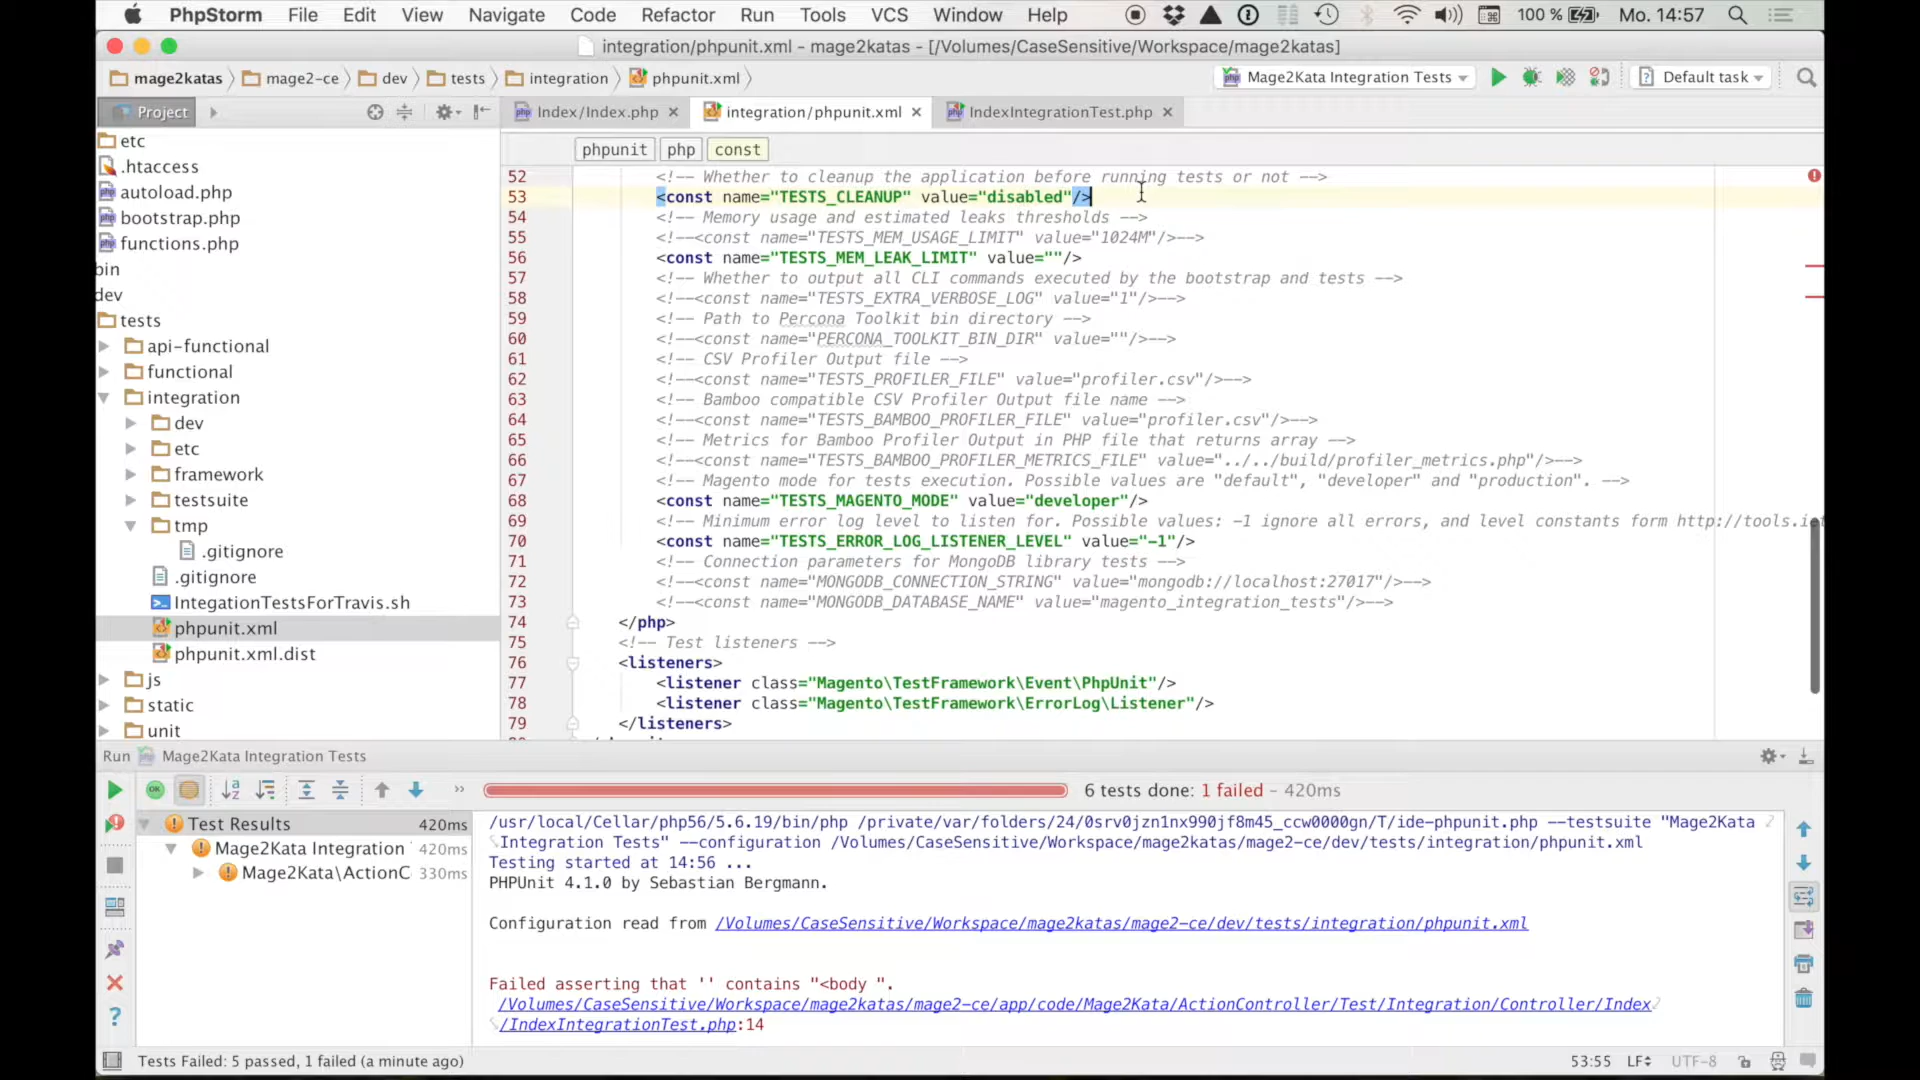 PhpStorm File Edit View Navigate Code Refactor Run Tools VCS Window Help 100 % Mo. 14:57
integration/phpunit.xml - mage2katas - [/Volumes/CaseSensitive/Workspace/mage2katas]
mage2katas mage2-ce dev tests integration phpunit.xml Mage2Kata Integration Tests Default task
Project Index/Index.php integration/phpunit.xml IndexIntegrationTest.php
phpunit php const
etc
.htaccess
autoload.php
bootstrap.php
functions.php
bin
dev
tests
api-functional
functional
integration
dev
etc
framework
testsuite
tmp
.gitignore
.gitignore
IntegationTestsForTravis.sh
phpunit.xml
phpunit.xml.dist
js
static
unit
52 <!-- Whether to cleanup the application before running tests or not -->
53 <const name="TESTS_CLEANUP" value="disabled"/>
54 <!-- Memory usage and estimated leaks thresholds -->
55 <!--<const name="TESTS_MEM_USAGE_LIMIT" value="1024M"/>-->
56 <const name="TESTS_MEM_LEAK_LIMIT" value=""/>
57 <!-- Whether to output all CLI commands executed by the bootstrap and tests -->
58 <!--<const name="TESTS_EXTRA_VERBOSE_LOG" value="1"/>-->
59 <!-- Path to Percona Toolkit bin directory -->
60 <!--<const name="PERCONA_TOOLKIT_BIN_DIR" value=""/>-->
61 <!-- CSV Profiler Output file -->
62 <!--<const name="TESTS_PROFILER_FILE" value="profiler.csv"/>-->
63 <!-- Bamboo compatible CSV Profiler Output file name -->
64 <!--<const name="TESTS_BAMBOO_PROFILER_FILE" value="profiler.csv"/>-->
65 <!-- Metrics for Bamboo Profiler Output in PHP file that returns array -->
66 <!--<const name="TESTS_BAMBOO_PROFILER_METRICS_FILE" value="../../build/profiler_metrics.php"/>-->
67 <!-- Magento mode for tests execution. Possible values are "default", "developer" and "production". -->
68 <const name="TESTS_MAGENTO_MODE" value="developer"/>
69 <!-- Minimum error log level to listen for. Possible values: -1 ignore all errors, and level constants form http://tools.iet
70 <const name="TESTS_ERROR_LOG_LISTENER_LEVEL" value="-1"/>
71 <!-- Connection parameters for MongoDB library tests -->
72 <!--<const name="MONGODB_CONNECTION_STRING" value="mongodb://localhost:27017"/>-->
73 <!--<const name="MONGODB_DATABASE_NAME" value="magento_integration_tests"/>-->
74 </php>
75 <!-- Test listeners -->
76 <listeners>
77 <listener class="Magento\TestFramework\Event\PhpUnit"/>
78 <listener class="Magento\TestFramework\ErrorLog\Listener"/>
79 </listeners>
Run Mage2Kata Integration Tests
6 tests done: 1 failed - 420ms
Test Results 420ms
Mage2Kata Integration 420ms
Mage2Kata\ActionC 330ms
/usr/local/Cellar/php56/5.6.19/bin/php /private/var/folders/24/0srv0jzn1nx990jf8m45_ccw0000gn/T/ide-phpunit.php --testsuite "Mage2Kata
Integration Tests" --configuration /Volumes/CaseSensitive/Workspace/mage2katas/mage2-ce/dev/tests/integration/phpunit.xml
Testing started at 14:56 ...
PHPUnit 4.1.0 by Sebastian Bergmann.
Configuration read from /Volumes/CaseSensitive/Workspace/mage2katas/mage2-ce/dev/tests/integration/phpunit.xml
Failed asserting that '' contains "<body ".
/Volumes/CaseSensitive/Workspace/mage2katas/mage2-ce/app/code/Mage2Kata/ActionController/Test/Integration/Controller/Index
/IndexIntegrationTest.php:14
Tests Failed: 5 passed, 1 failed (a minute ago) 53:55 LF UTF-8